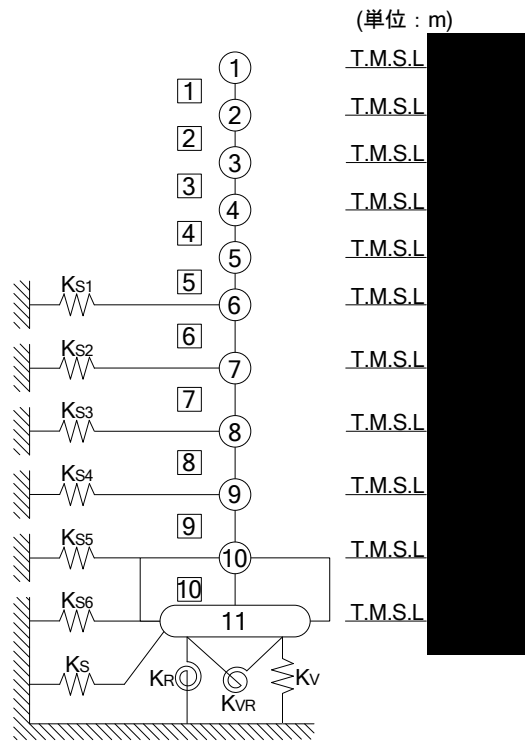 (単位：m)
1 T.M.S.L
1
2 T.M.S.L
2
3 T.M.S.L
3
4 T.M.S.L
4
5 T.M.S.L
5
KS1 6 T.M.S.L
6
KS2 7 T.M.S.L
7
KS3 8 T.M.S.L
8
KS4 9 T.M.S.L
9
KS5 10 T.M.S.L
10
KS6 11 T.M.S.L
KS KR KVR KV